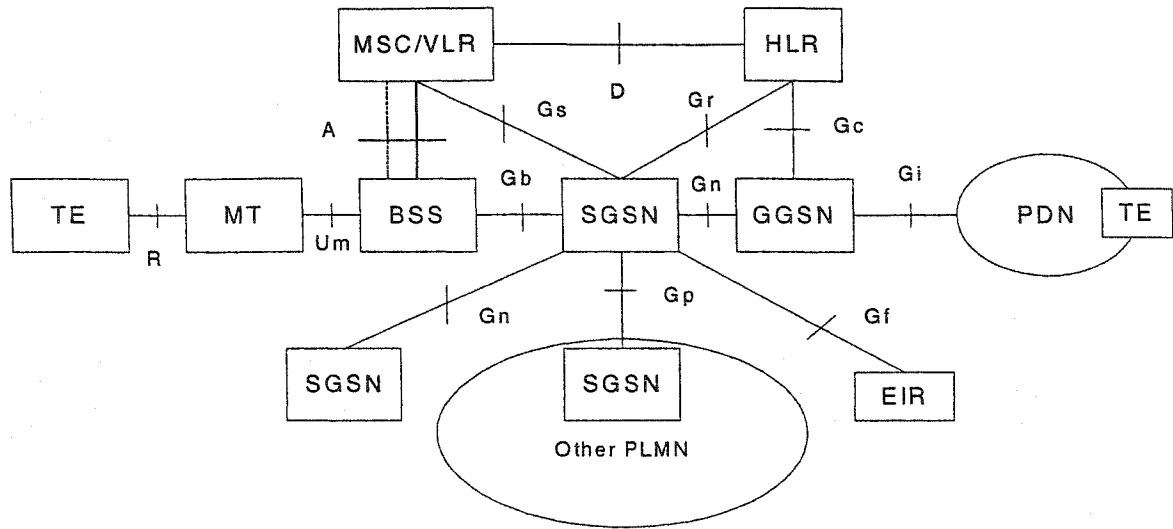 MSC/VLR
HLR
D
A
Gs
Gr
Gc
Gb
Gn
Gi
TE
MT
BSS
SGSN
GGSN
PDN
TE
R
Um
Gn
Gp
Gf
SGSN
SGSN
EIR
Other PLMN